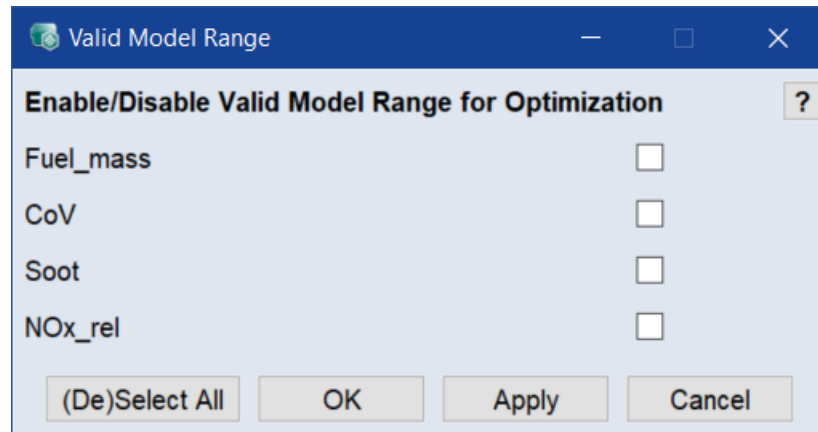 Valid Model Range
Enable/Disable Valid Model Range for Optimization ?
Fuel_mass
CoV
Soot
NOx_rel
(De)Select All OK Apply Cancel